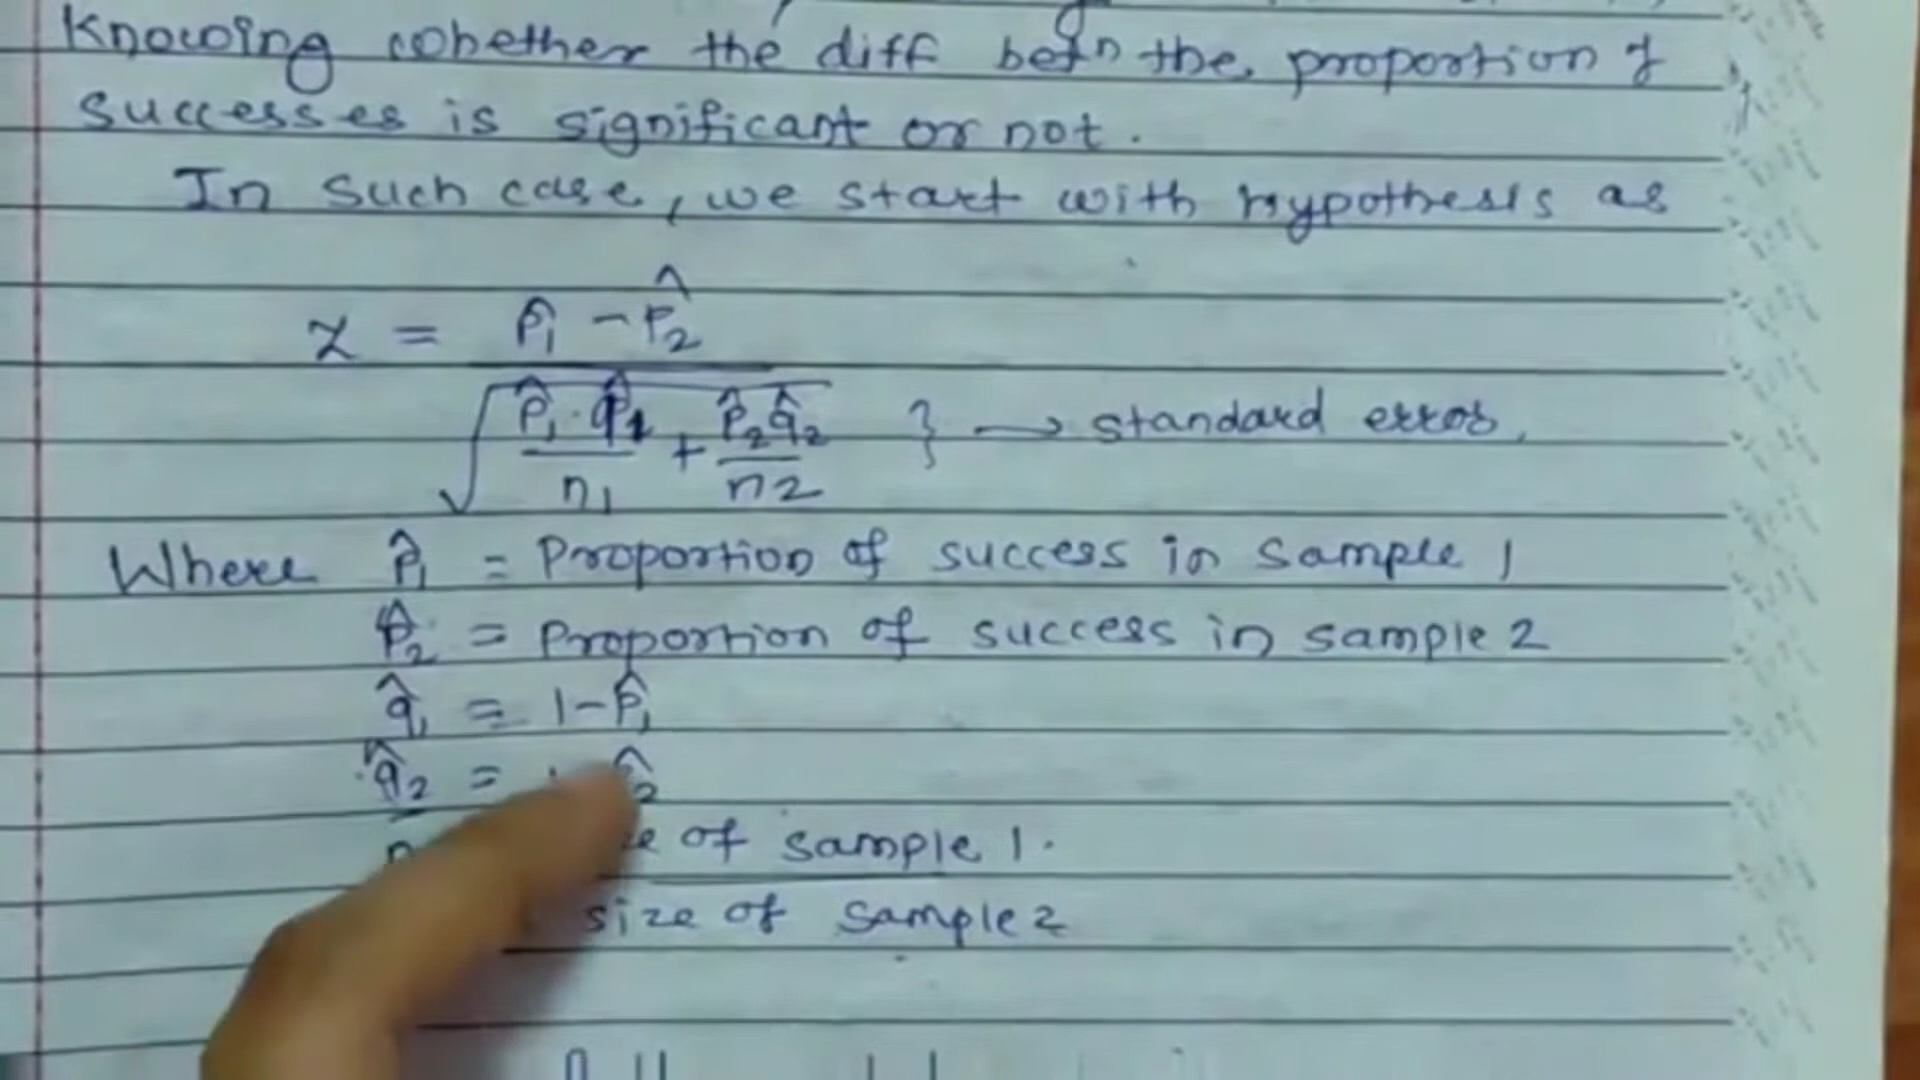 Knowing whether the diff betn the proportion of
successes is significant or not.
In such case, we start with hypothesis as
z = p̂1 - p̂2
√ p̂1 . q̂1 / n1 + p̂2 q̂2 / n2 } → standard error,
Where p̂1 = Proportion of success in sample 1
p̂2 = Proportion of success in sample 2
q̂1 = 1 - p̂1
q̂2 =
of sample 1.
size of sample 2